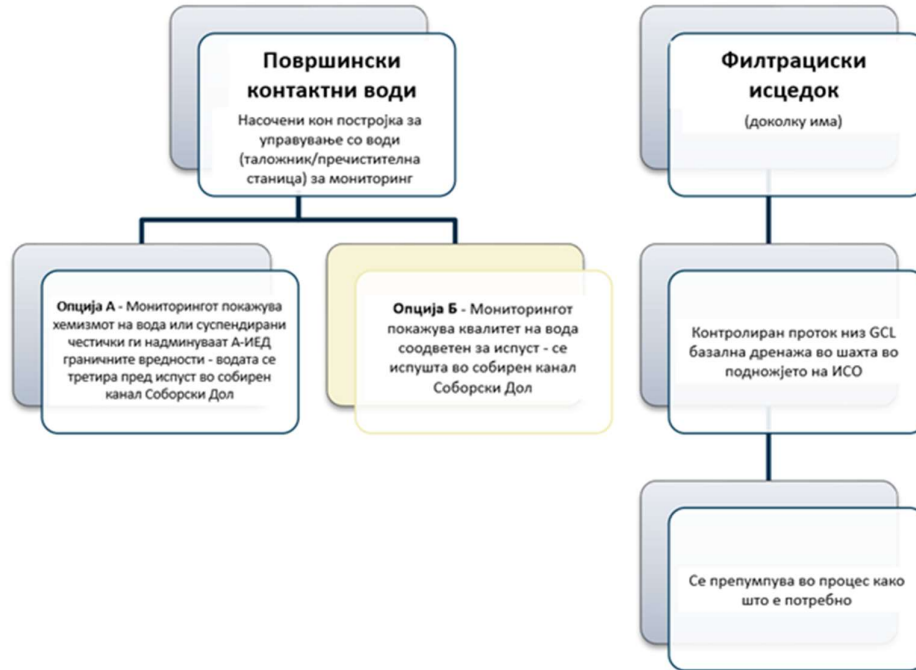 Површински
контактни води
Насочени кон постројка за
управување со води
(таложник/пречистителна
станица) за мониторинг
Опција А - Мониторингот покажува
хемизмот на вода или суспендирани
честички ги надминуваат А-ИЕД
граничните вредности - водата се
третира пред испуст во собирен
канал Соборски Дол
Опција Б - Мониторингот
покажува квалитет на вода
соодветен за испуст - се
испушта во собирен канал
Соборски Дол
Филтрациски
исцедок
(доколку има)
Контролиран проток низ GCL
базална дренажа во шахта во
подножјето на ИСО
Се препумпува во процес како
што е потребно